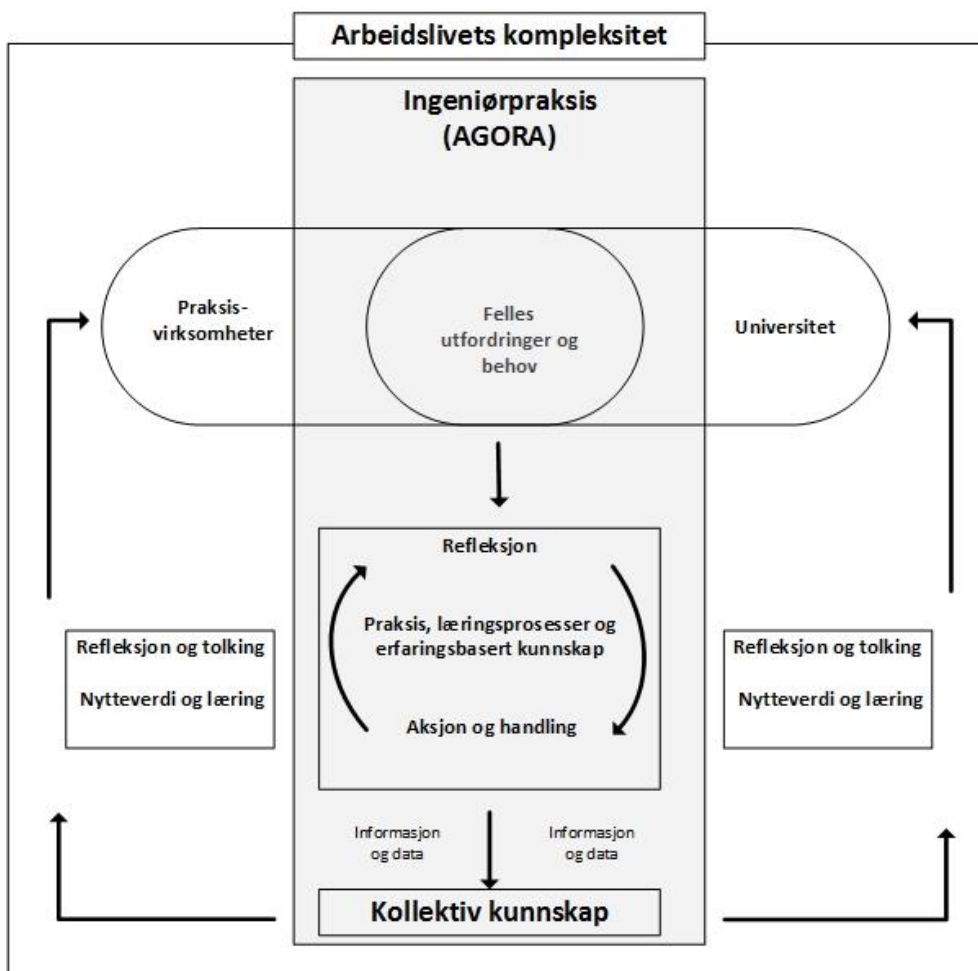 Arbeidslivets kompleksitet
Ingeniørpraksis
(AGORA)
Praksis-
virksomheter
Felles
utfordringer og
behov
Universitet
Refleksjon
Praksis, læringsprosesser og
erfaringsbasert kunnskap
Aksjon og handling
Refleksjon og tolking
Nytteverdi og læring
Refleksjon og tolking
Nytteverdi og læring
Informasjon
og data
Informasjon
og data
Kollektiv kunnskap